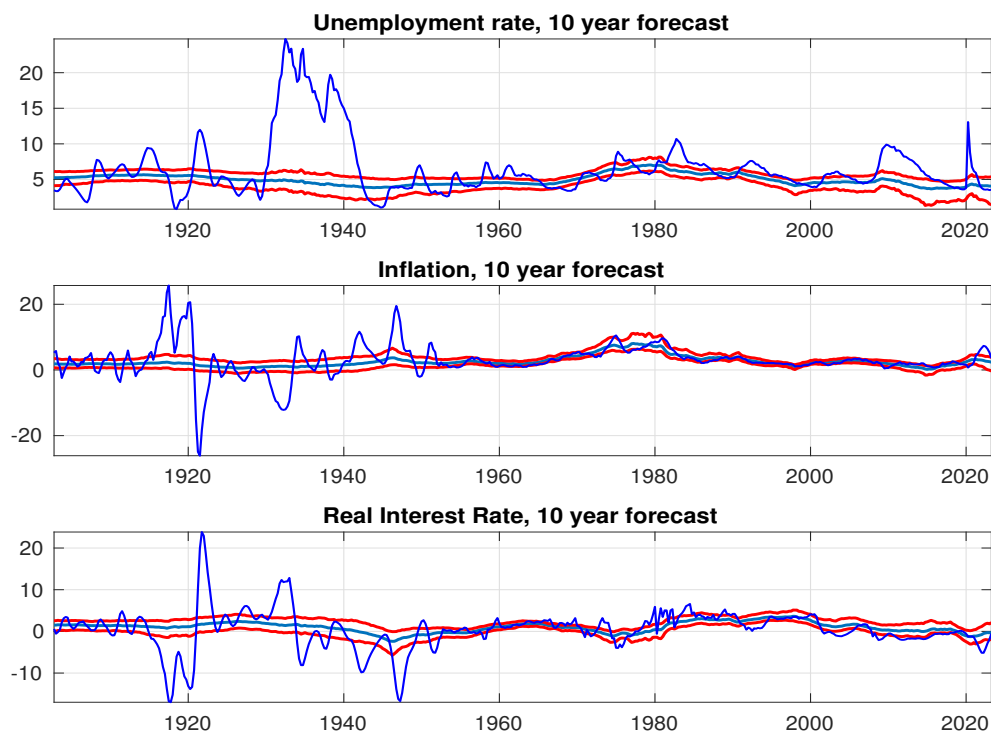 Unemployment rate, 10 year forecast
20
15
10
5
1920 1940 1960 1980 2000 2020
Inflation, 10 year forecast
20
0
-20
1920 1940 1960 1980 2000 2020
Real Interest Rate, 10 year forecast
20
10
0
-10
1920 1940 1960 1980 2000 2020